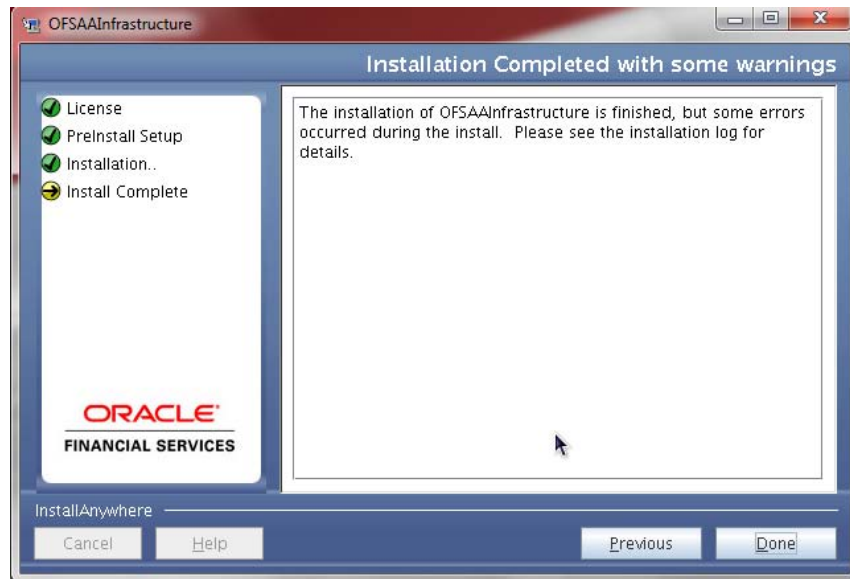 OFSAAInfrastructure
Installation Completed with some warnings
License
PreInstall Setup
Installation..
Install Complete
The installation of OFSAAInfrastructure is finished, but some errors
occurred during the install. Please see the installation log for
details.
ORACLE
FINANCIAL SERVICES
InstallAnywhere
Cancel
Help
Previous
Done